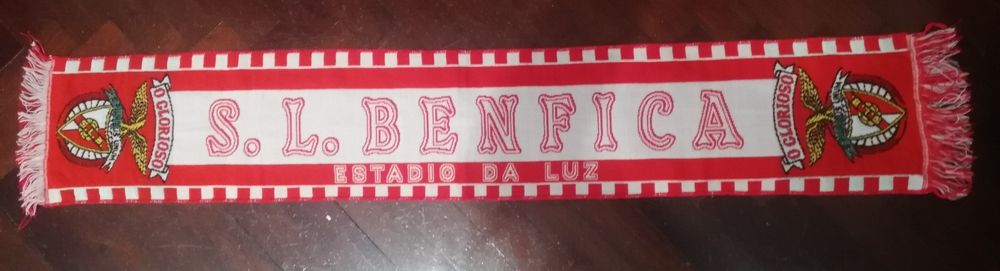 O GLORIOSO
S. L. BENFICA
ESTADIO DA LUZ
O GLORIOSO